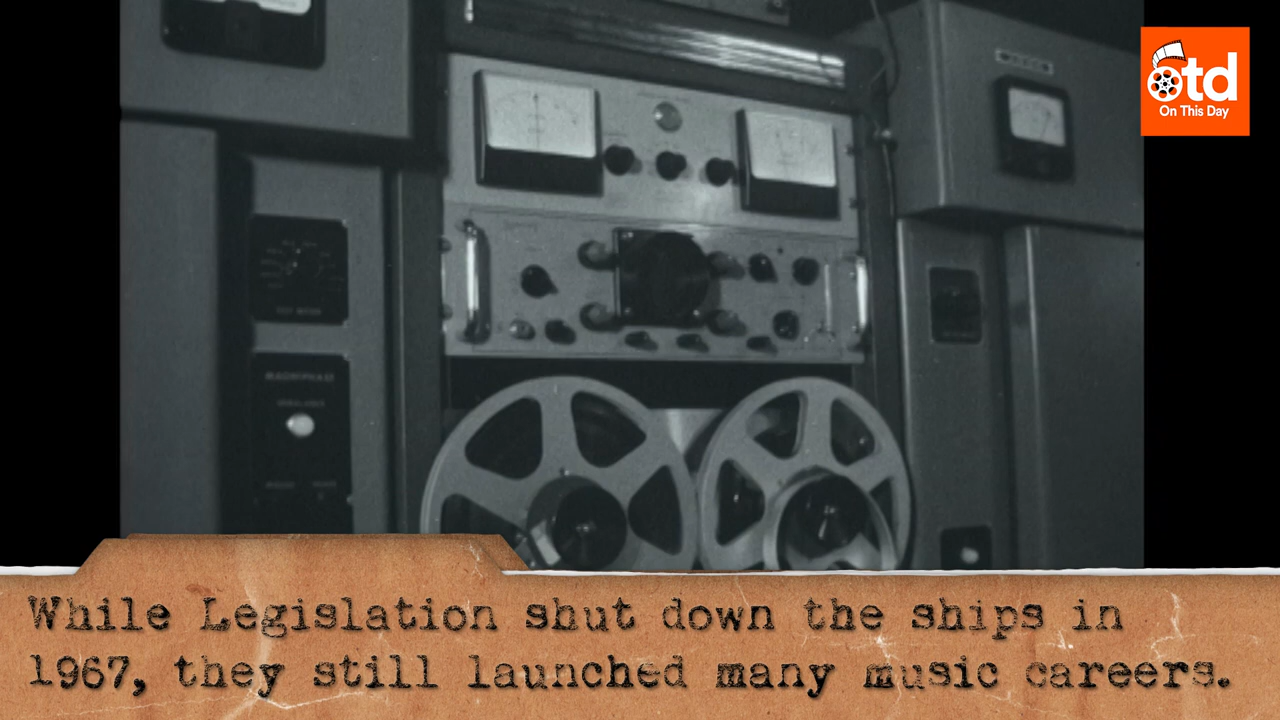 otd
On This Day
While Legislation shut down the ships in
1967, they still launched many music careers.